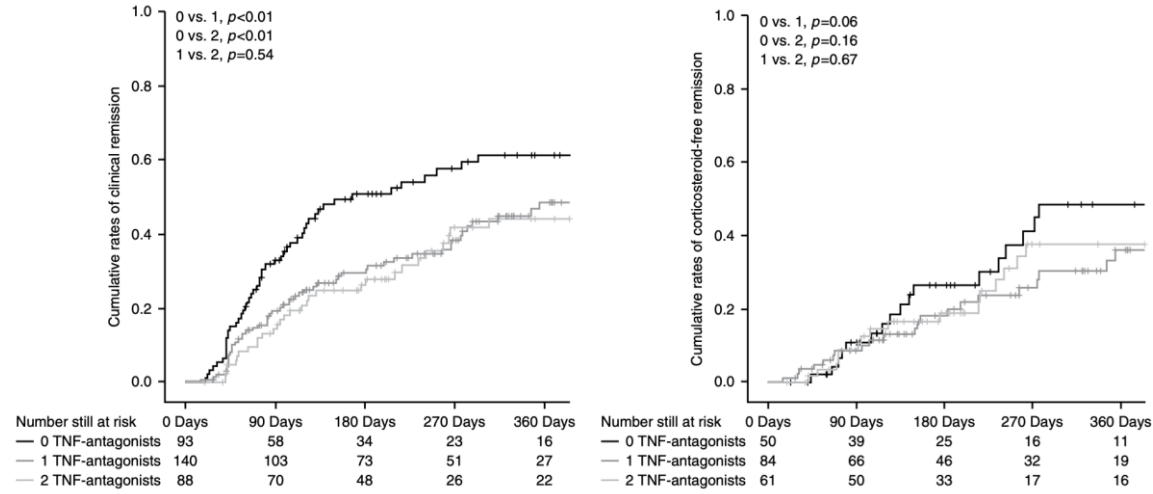 0 vs. 1, p<0.01
0 vs. 2, p<0.01
1 vs. 2, p=0.54
Cumulative rates of clinical remission
1.0
0.8
0.6
0.4
0.2
0.0
Number still at risk 0 Days 90 Days 180 Days 270 Days 360 Days
0 TNF-antagonists 93 58 34 23 16
1 TNF-antagonists 140 103 73 51 27
2 TNF-antagonists 88 70 48 26 22
0 vs. 1, p=0.06
0 vs. 2, p=0.16
1 vs. 2, p=0.67
Cumulative rates of corticosteroid-free remission
1.0
0.8
0.6
0.4
0.2
0.0
Number still at risk 0 Days 90 Days 180 Days 270 Days 360 Days
0 TNF-antagonists 50 39 25 16 11
1 TNF-antagonists 84 66 46 32 19
2 TNF-antagonists 61 50 33 17 16